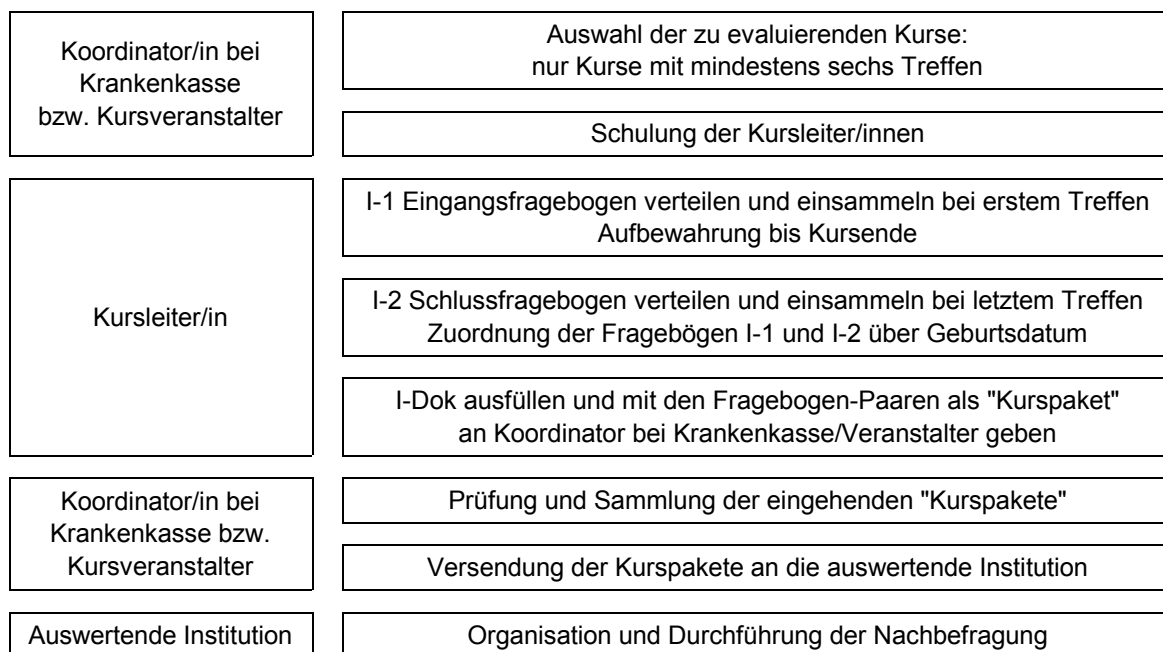 Koordinator/in bei
Krankenkasse
bzw. Kursveranstalter
Auswahl der zu evaluierenden Kurse:
nur Kurse mit mindestens sechs Treffen
Schulung der Kursleiter/innen
Kursleiter/in
I-1 Eingangsfragebogen verteilen und einsammeln bei erstem Treffen
Aufbewahrung bis Kursende
I-2 Schlussfragebogen verteilen und einsammeln bei letztem Treffen
Zuordnung der Fragebögen I-1 und I-2 über Geburtsdatum
I-Dok ausfüllen und mit den Fragebogen-Paaren als "Kurspaket"
an Koordinator bei Krankenkasse/Veranstalter geben
Koordinator/in bei
Krankenkasse bzw.
Kursveranstalter
Prüfung und Sammlung der eingehenden "Kurspakete"
Versendung der Kurspakete an die auswertende Institution
Auswertende Institution
Organisation und Durchführung der Nachbefragung